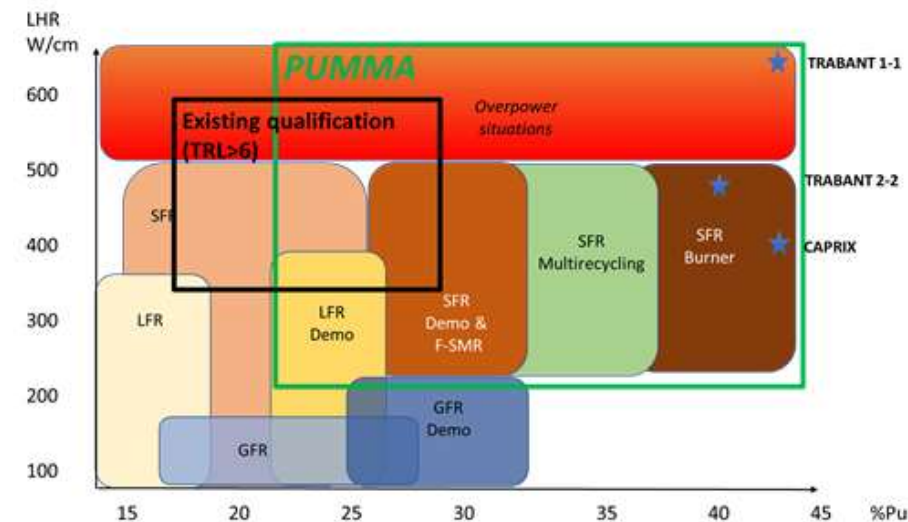 LHR
W/cm
600
500
400
300
200
100
PUMMA
Existing qualification
(TRL>6)
Overpower
situations
TRABANT 1-1
TRABANT 2-2
CAPRIX
SFR
LFR
LFR
Demo
SFR
Demo &
F-SMR
SFR
Multirecycling
SFR
Burner
GFR
GFR
Demo
15 20 25 30 35 40 45 %Pu